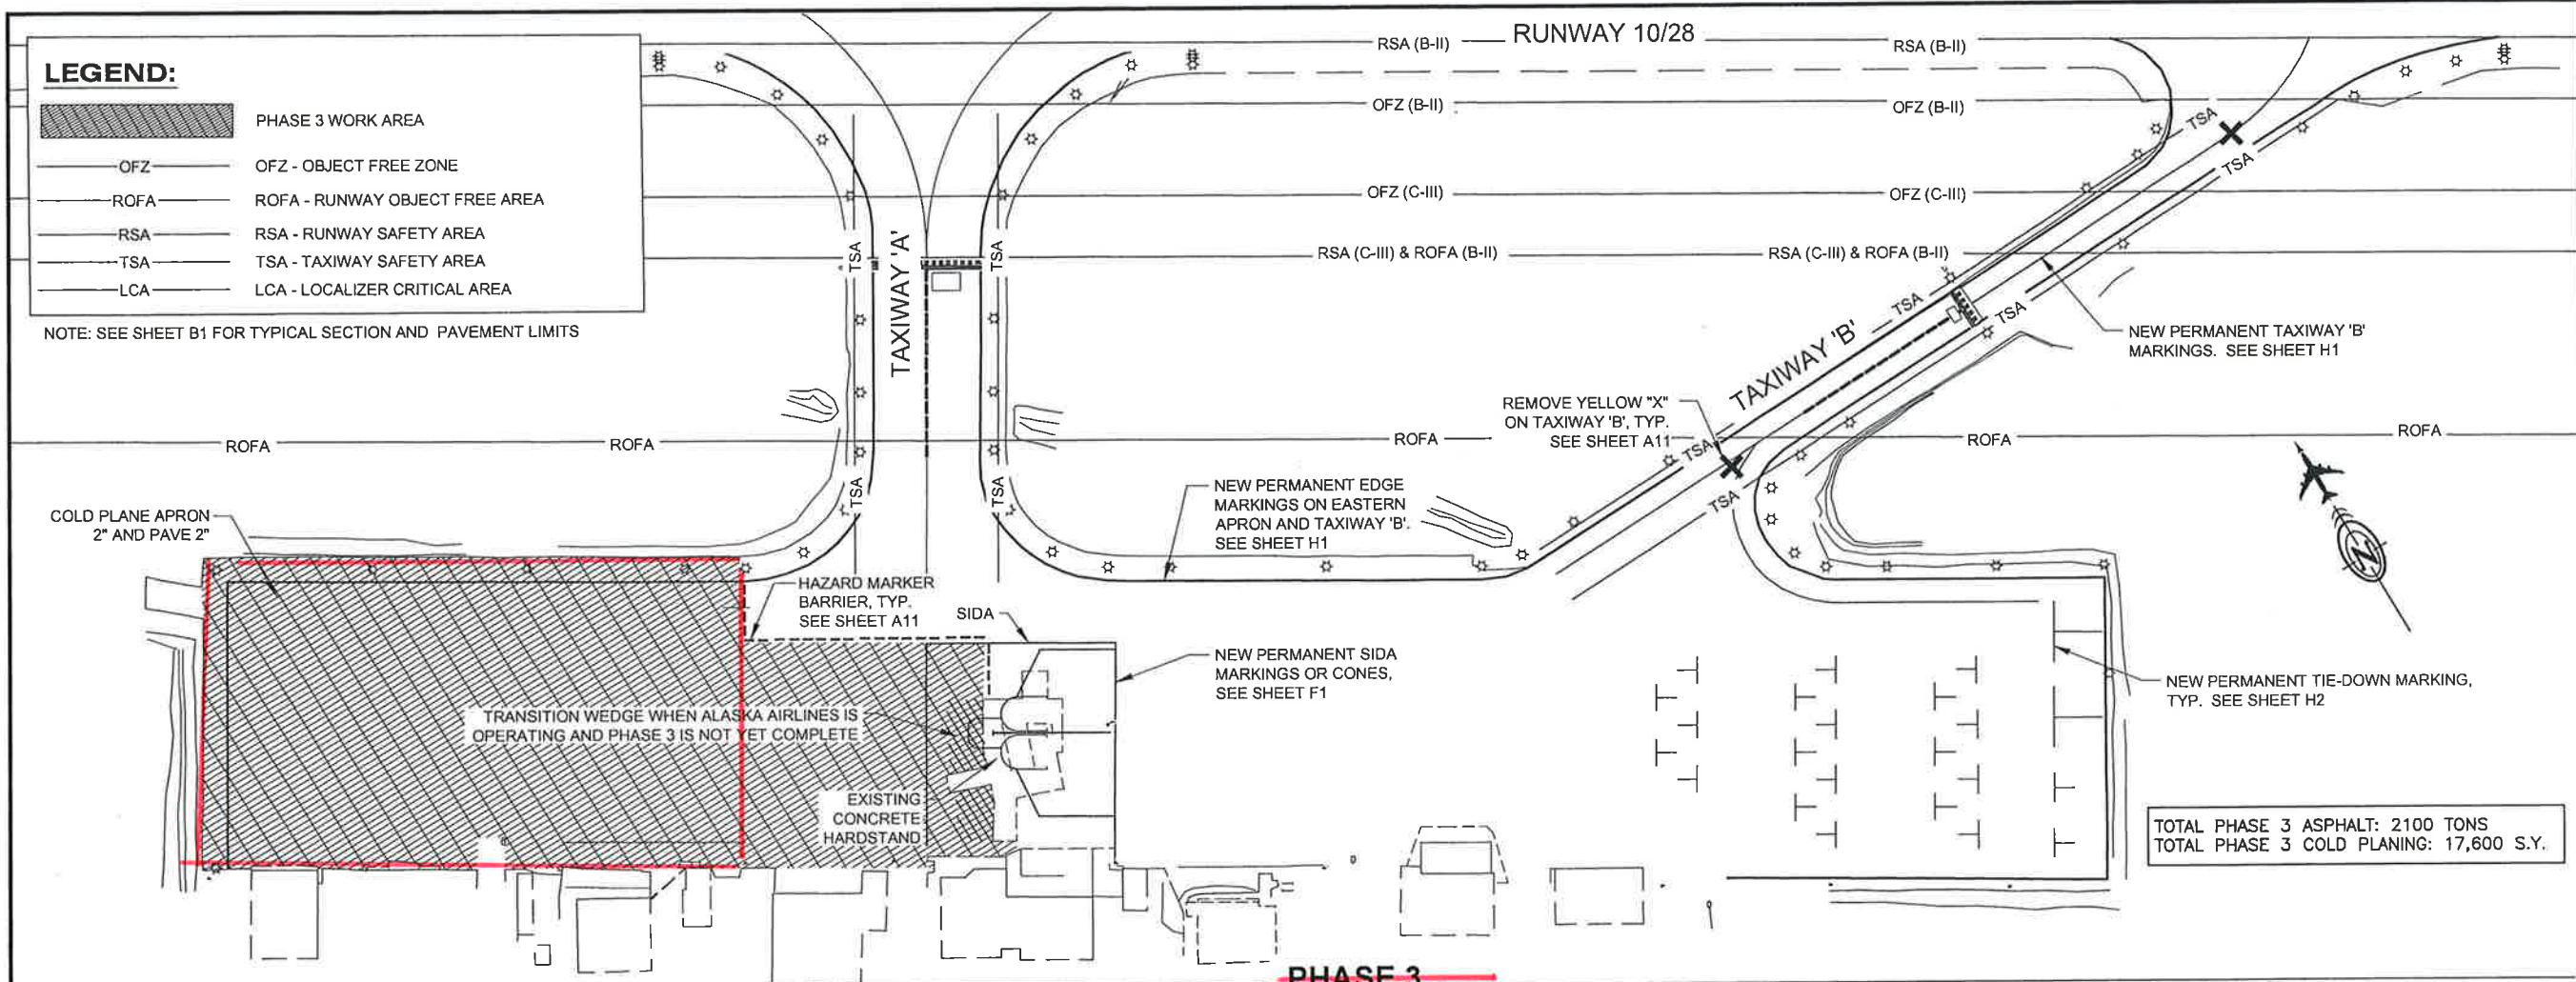 RUNWAY 10/28
RSA (B-II)
RSA (B-II)
LEGEND:
PHASE 3 WORK AREA
OFZ
OFZ - OBJECT FREE ZONE
ROFA
ROFA - RUNWAY OBJECT FREE AREA
RSA
RSA - RUNWAY SAFETY AREA
TSA
TSA - TAXIWAY SAFETY AREA
LCA
LCA - LOCALIZER CRITICAL AREA
NOTE: SEE SHEET B1 FOR TYPICAL SECTION AND PAVEMENT LIMITS
OFZ (B-II)
OFZ (B-II)
OFZ (C-III)
OFZ (C-III)
RSA (C-III) & ROFA (B-II)
RSA (C-III) & ROFA (B-II)
TSA
TSA
TAXIWAY 'A'
TSA
TSA
TSA
TSA
TSA
TSA
TAXIWAY 'B'
TSA
TSA
NEW PERMANENT TAXIWAY 'B'
MARKINGS. SEE SHEET H1
REMOVE YELLOW "X"
ON TAXIWAY 'B', TYP.
SEE SHEET A11
ROFA
ROFA
ROFA
ROFA
ROFA
COLD PLANE APRON
2" AND PAVE 2"
NEW PERMANENT EDGE
MARKINGS ON EASTERN
APRON AND TAXIWAY 'B'.
SEE SHEET H1
N
HAZARD MARKER
BARRIER, TYP.
SEE SHEET A11
SIDA
NEW PERMANENT SIDA
MARKINGS OR CONES,
SEE SHEET F1
NEW PERMANENT TIE-DOWN MARKING,
TYP. SEE SHEET H2
TRANSITION WEDGE WHEN ALASKA AIRLINES IS
OPERATING AND PHASE 3 IS NOT YET COMPLETE
EXISTING
CONCRETE
HARDSTAND
TOTAL PHASE 3 ASPHALT: 2100 TONS
TOTAL PHASE 3 COLD PLANING: 17,600 S.Y.
PHASE 3